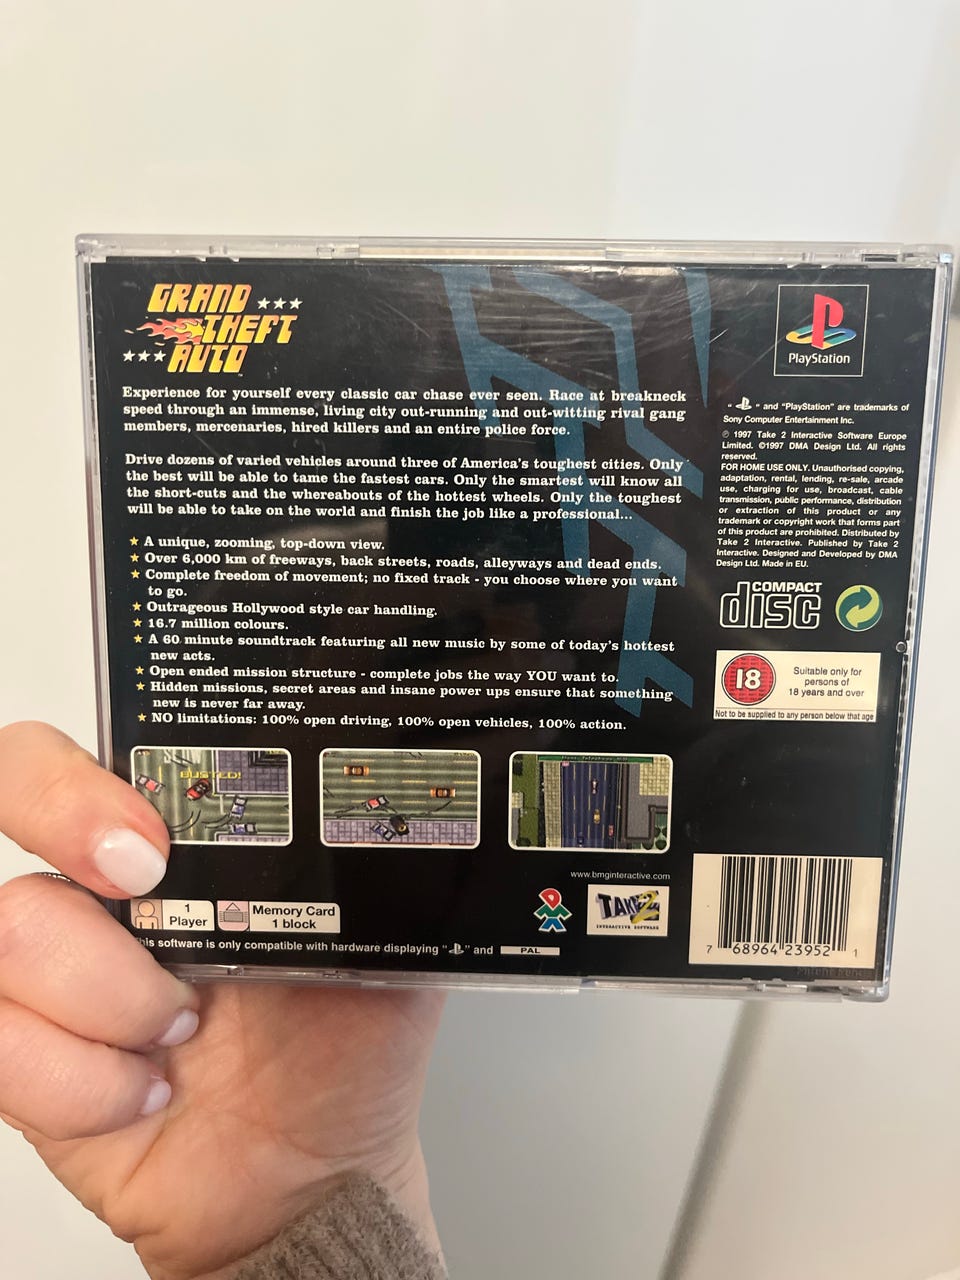 GRAND
THEFT
AUTO
Experience for yourself every classic car chase ever seen. Race at breakneck
speed through an immense, living city out-running and out-witting rival gang
members, mercenaries, hired killers and an entire police force.
Drive dozens of varied vehicles around three of America's toughest cities. Only
the best will be able to tame the fastest cars. Only the smartest will know all
the short-cuts and the whereabouts of the hottest wheels. Only the toughest
will be able to take on the world and finish the job like a professional...
★ A unique, zooming, top-down view.
★ Over 6,000 km of freeways, back streets, roads, alleyways and dead ends.
★ Complete freedom of movement; no fixed track - you choose where you want
to go.
★ Outrageous Hollywood style car handling.
★ 16.7 million colours.
★ A 60 minute soundtrack featuring all new music by some of today's hottest
new acts.
★ Open ended mission structure - complete jobs the way YOU want to.
★ Hidden missions, secret areas and insane power ups ensure that something
new is never far away.
★ NO limitations: 100% open driving, 100% open vehicles, 100% action.
BUSTED!
www.bmginteractive.com
1
Player
Memory Card
1 block
DMA
TAKE 2
INTERACTIVE SOFTWARE
his software is only compatible with hardware displaying " " and PAL
PlayStation
" " and "PlayStation" are trademarks of
Sony Computer Entertainment Inc.
℗ 1997 Take 2 Interactive Software Europe
Limited. ©1997 DMA Design Ltd. All rights
reserved.
FOR HOME USE ONLY. Unauthorised copying,
adaptation, rental, lending, re-sale, arcade
use, charging for use, broadcast, cable
transmission, public performance, distribution
or extraction of this product or any
trademark or copyright work that forms part
of this product are prohibited. Distributed by
Take 2 Interactive. Published by Take 2
Interactive. Designed and Developed by DMA
Design Ltd. Made in EU.
COMPACT
disc
18
Suitable only for
persons of
18 years and over
Not to be supplied to any person below that age
7 68964 23952 1